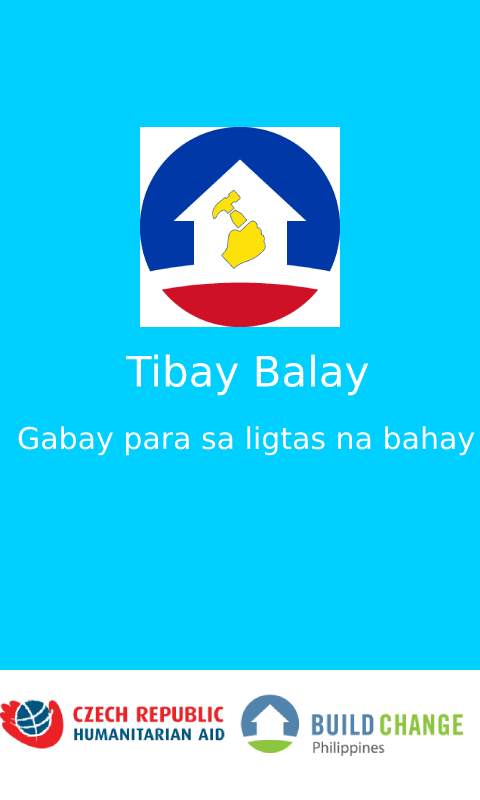 Tibay Balay
Gabay para sa ligtas na bahay
CZECH REPUBLIC
HUMANITARIAN AID
BUILD CHANGE
Philippines